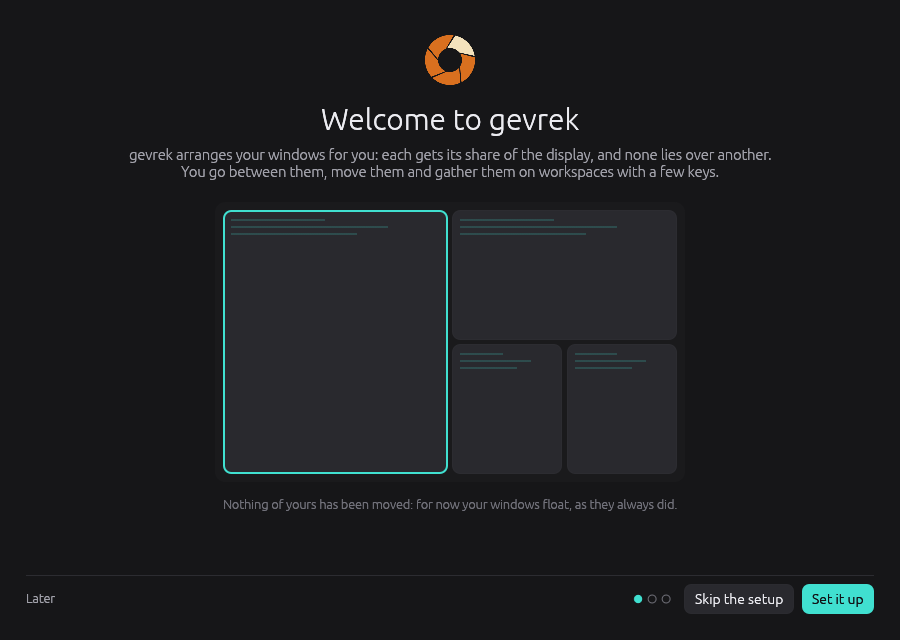 Welcome to gevrek
gevrek arranges your windows for you: each gets its share of the display, and none lies over another.
You go between them, move them and gather them on workspaces with a few keys.
Nothing of yours has been moved: for now your windows float, as they always did.
Later
Skip the setup
Set it up